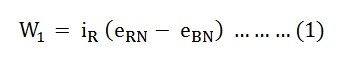 W₁ = i_R (e_RN − e_BN) … … … (1)